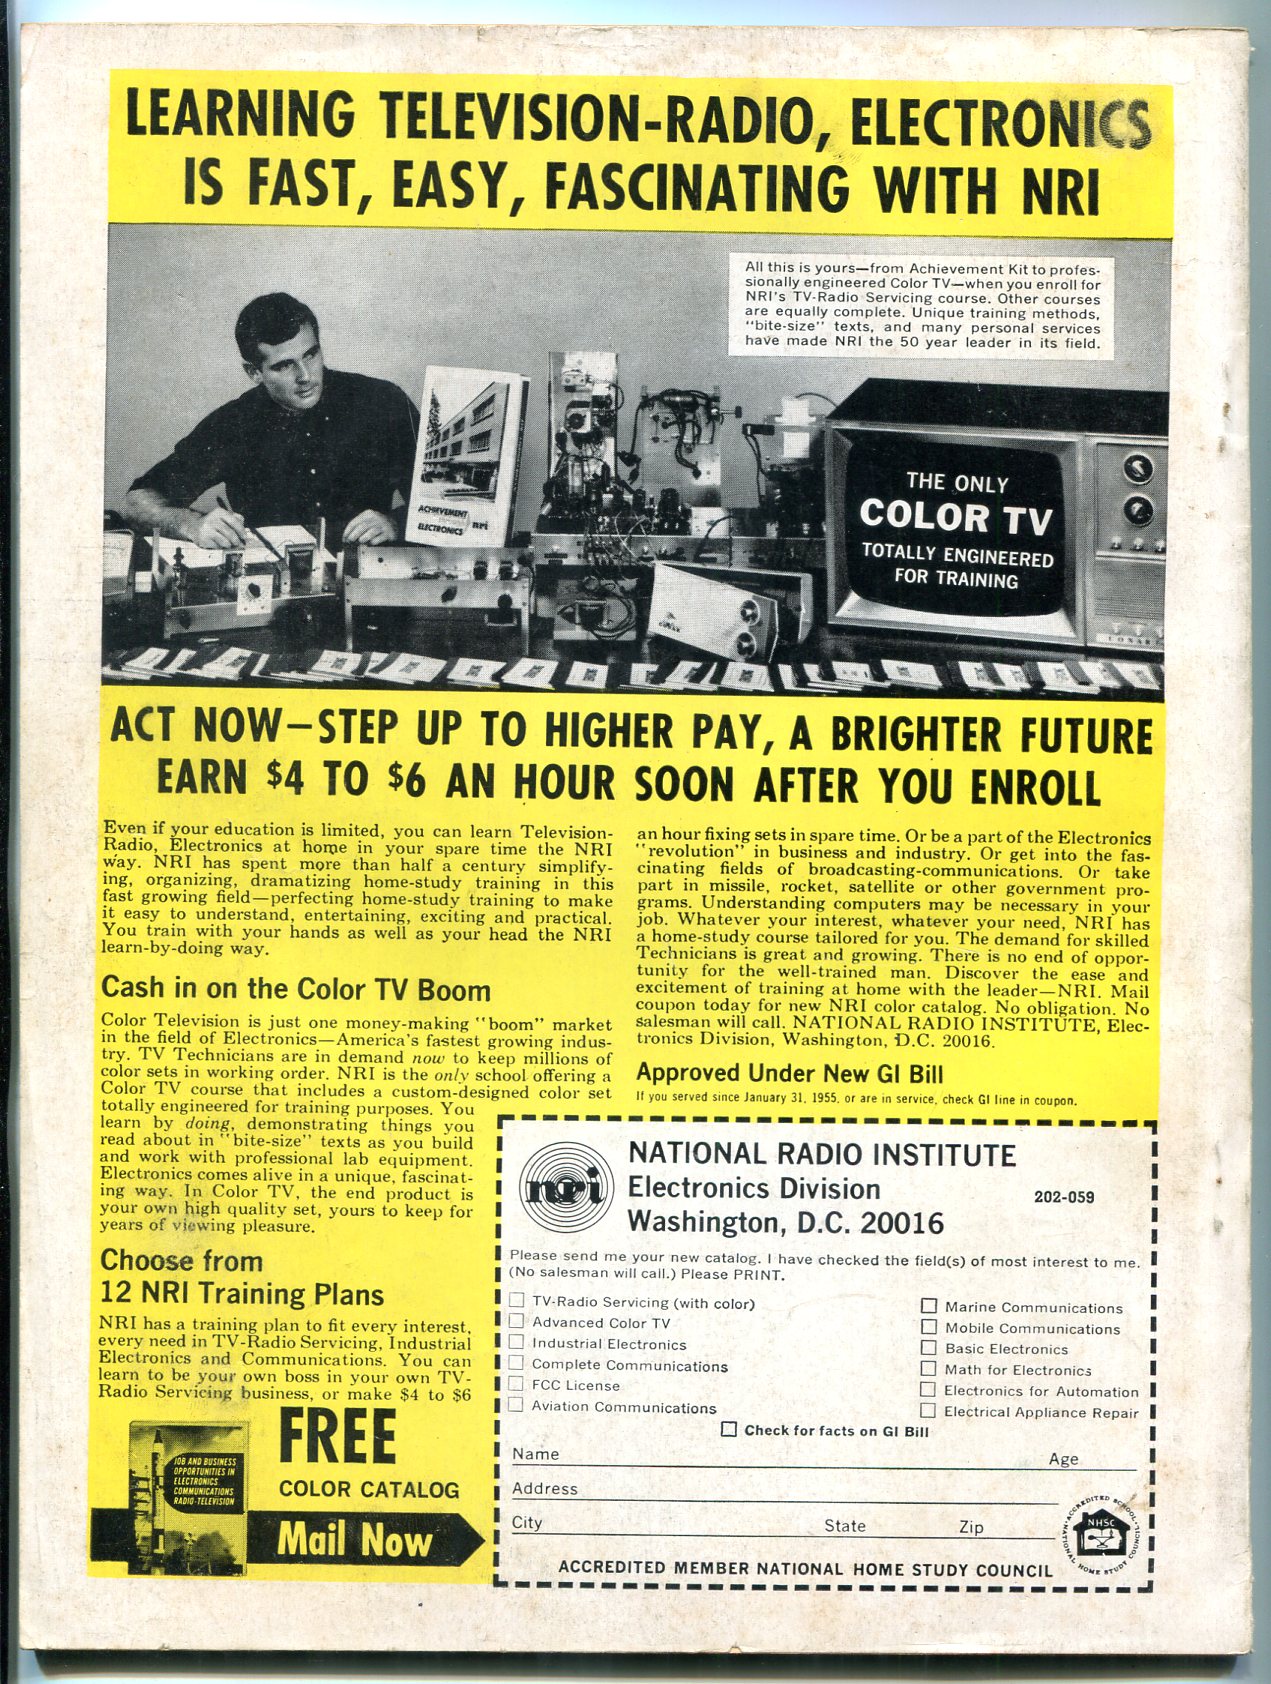 LEARNING TELEVISION-RADIO, ELECTRONICS
IS FAST, EASY, FASCINATING WITH NRI
All this is yours—from Achievement Kit to profes-
sionally engineered Color TV—when you enroll for
NRI's TV-Radio Servicing course. Other courses
are equally complete. Unique training methods,
"bite-size" texts, and many personal services
have made NRI the 50 year leader in its field.
ACHIEVEMENT
ELECTRONICS
nri
THE ONLY
COLOR TV
TOTALLY ENGINEERED
FOR TRAINING
CONAR
ACT NOW—STEP UP TO HIGHER PAY, A BRIGHTER FUTURE
EARN $4 TO $6 AN HOUR SOON AFTER YOU ENROLL
Even if your education is limited, you can learn Television-
Radio, Electronics at home in your spare time the NRI
way. NRI has spent more than half a century simplify-
ing, organizing, dramatizing home-study training in this
fast growing field—perfecting home-study training to make
it easy to understand, entertaining, exciting and practical.
You train with your hands as well as your head the NRI
learn-by-doing way.
Cash in on the Color TV Boom
Color Television is just one money-making "boom" market
in the field of Electronics—America's fastest growing indus-
try. TV Technicians are in demand now to keep millions of
color sets in working order. NRI is the only school offering a
Color TV course that includes a custom-designed color set
totally engineered for training purposes. You
learn by doing, demonstrating things you
read about in "bite-size" texts as you build
and work with professional lab equipment.
Electronics comes alive in a unique, fascinat-
ing way. In Color TV, the end product is
your own high quality set, yours to keep for
years of viewing pleasure.
Choose from
12 NRI Training Plans
NRI has a training plan to fit every interest,
every need in TV-Radio Servicing, Industrial
Electronics and Communications. You can
learn to be your own boss in your own TV-
Radio Servicing business, or make $4 to $6
an hour fixing sets in spare time. Or be a part of the Electronics
"revolution" in business and industry. Or get into the fas-
cinating fields of broadcasting-communications. Or take
part in missile, rocket, satellite or other government pro-
grams. Understanding computers may be necessary in your
job. Whatever your interest, whatever your need, NRI has
a home-study course tailored for you. The demand for skilled
Technicians is great and growing. There is no end of oppor-
tunity for the well-trained man. Discover the ease and
excitement of training at home with the leader—NRI. Mail
coupon today for new NRI color catalog. No obligation. No
salesman will call. NATIONAL RADIO INSTITUTE, Elec-
tronics Division, Washington, D.C. 20016.
Approved Under New GI Bill
If you served since January 31, 1955, or are in service, check GI line in coupon.
JOB AND BUSINESS
OPPORTUNITIES IN
ELECTRONICS
COMMUNICATIONS
RADIO-TELEVISION
FREE
COLOR CATALOG
Mail Now
nri
NATIONAL RADIO INSTITUTE
Electronics Division
202-059
Washington, D.C. 20016
Please send me your new catalog. I have checked the field(s) of most interest to me.
(No salesman will call.) Please PRINT.
TV-Radio Servicing (with color)
Advanced Color TV
Industrial Electronics
Complete Communications
FCC License
Aviation Communications
Marine Communications
Mobile Communications
Basic Electronics
Math for Electronics
Electronics for Automation
Electrical Appliance Repair
Check for facts on GI Bill
Name Age
Address
City State Zip
ACCREDITED MEMBER NATIONAL HOME STUDY COUNCIL
ACCREDITED SCHOOL
NATIONAL HOME STUDY COUNCIL
NHSC